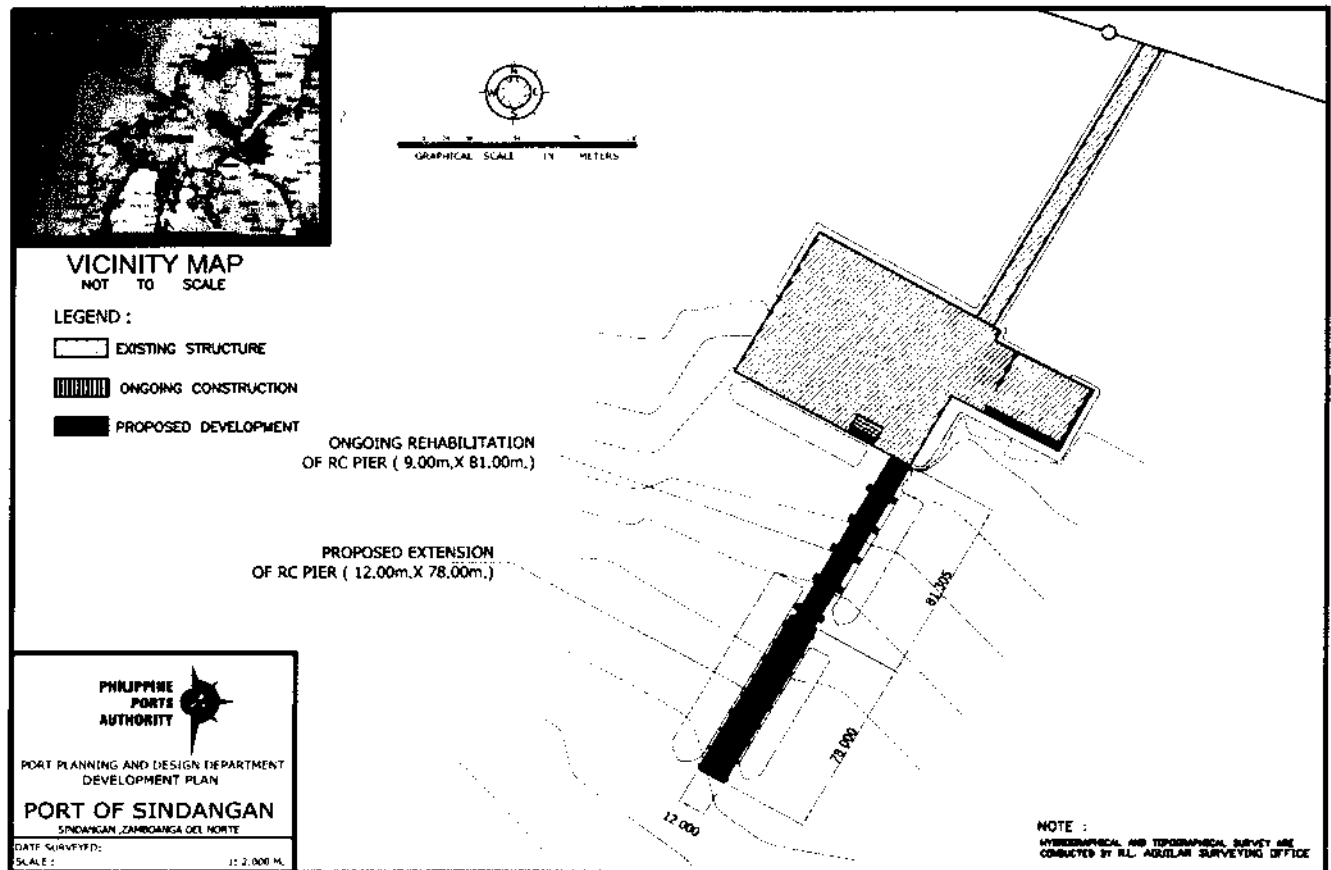 VICINITY MAP
NOT TO SCALE
LEGEND :
EXISTING STRUCTURE
ONGOING CONSTRUCTION
PROPOSED DEVELOPMENT
N
S
GRAPHICAL SCALE IN METERS
ONGOING REHABILITATION
OF RC PIER ( 9.00m.X 81.00m.)
PROPOSED EXTENSION
OF RC PIER ( 12.00m.X 78.00m.)
81.305
78.000
12.000
PHILIPPINE
PORTS
AUTHORITY
PORT PLANNING AND DESIGN DEPARTMENT
DEVELOPMENT PLAN
PORT OF SINDANGAN
SINDANGAN ,ZAMBOANGA DEL NORTE
DATE SURVEYED:
SCALE : 1: 2,000 M.
NOTE :
HYDROGRAPHICAL AND TOPOGRAPHICAL SURVEY ARE
CONDUCTED BY R.L. AGUILAR SURVEYING OFFICE